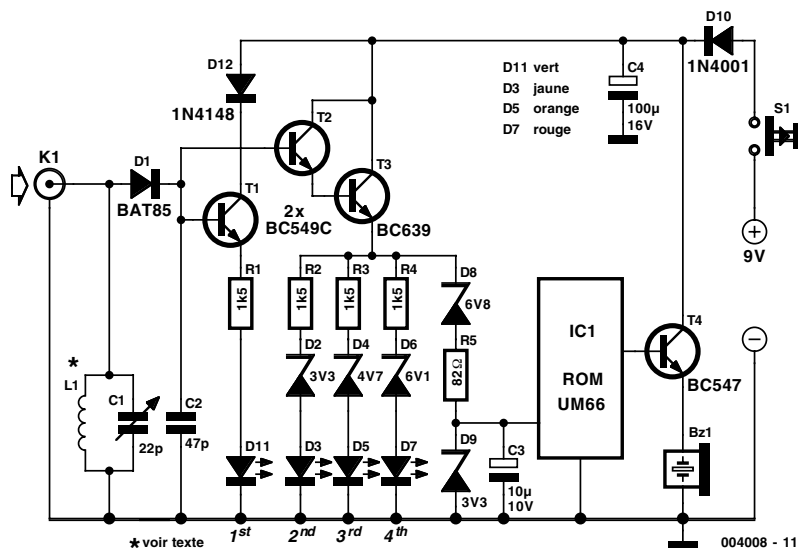 D10
1N4001
D12
1N4148
D11 vert
D3 jaune
D5 orange
D7 rouge
C4
100µ
16V
S1
T2
K1
D1
BAT85
T1
2x
BC549C
T3
BC639
9V
R1
1k5
R2
1k5
R3
1k5
R4
1k5
D8
6V8
R5
82Ω
IC1
ROM
UM66
T4
BC547
D2
3V3
D4
4V7
D6
6V1
*
L1
C1
22p
C2
47p
D11
D3
D5
D7
D9
3V3
C3
10µ
10V
Bz1
* voir texte
1st
2nd
3rd
4th
004008 - 11